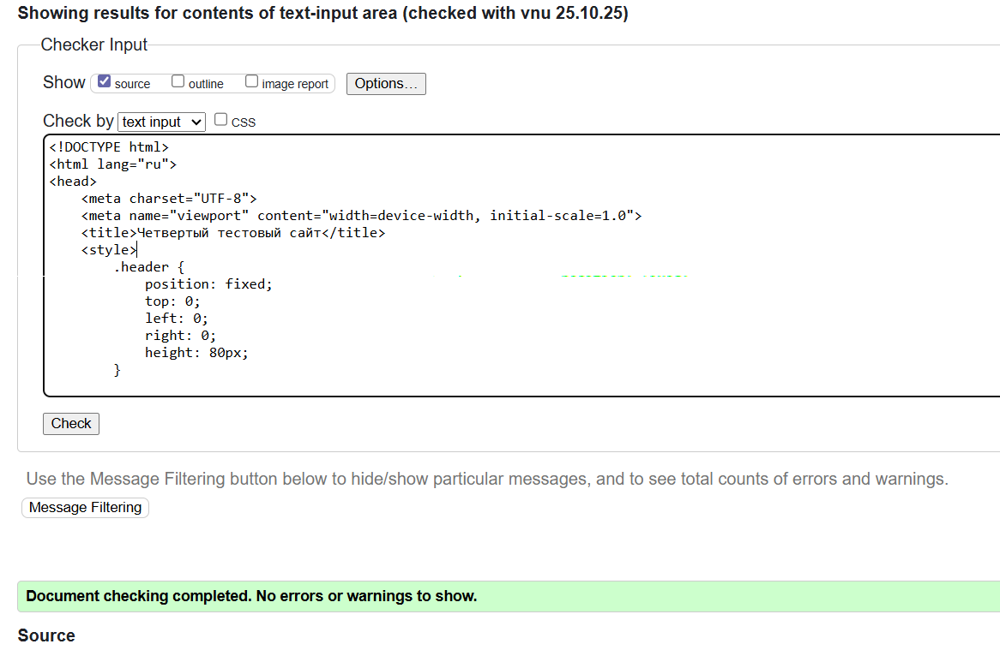 Showing results for contents of text-input area (checked with vnu 25.10.25)
Checker Input
Show source outline image report Options…
Check by text input CSS
<!DOCTYPE html>
<html lang="ru">
<head>
    <meta charset="UTF-8">
    <meta name="viewport" content="width=device-width, initial-scale=1.0">
    <title>Четвертый тестовый сайт</title>
    <style>
        .header {
            position: fixed;
            top: 0;
            left: 0;
            right: 0;
            height: 80px;
        }
Check
Use the Message Filtering button below to hide/show particular messages, and to see total counts of errors and warnings.
Message Filtering
Document checking completed. No errors or warnings to show.
Source